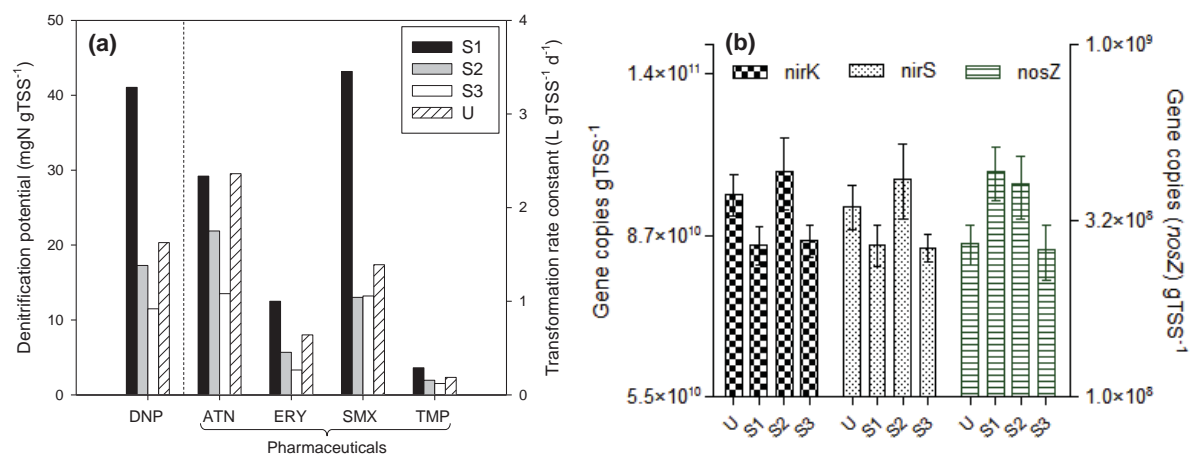 (a)
Denitrification potential (mgN gTSS⁻¹)
50
40
30
20
10
0
S1
S2
S3
U
4
3
2
1
0
Transformation rate constant (L gTSS⁻¹ d⁻¹)
DNP ATN ERY SMX TMP
Pharmaceuticals
(b)
Gene copies gTSS⁻¹
1.4×10¹¹
8.7×10¹⁰
5.5×10¹⁰
nirK nirS nosZ
1.0×10⁹
3.2×10⁸
1.0×10⁸
Gene copies (nosZ) gTSS⁻¹
U S1 S2 S3 U S1 S2 S3 U S1 S2 S3